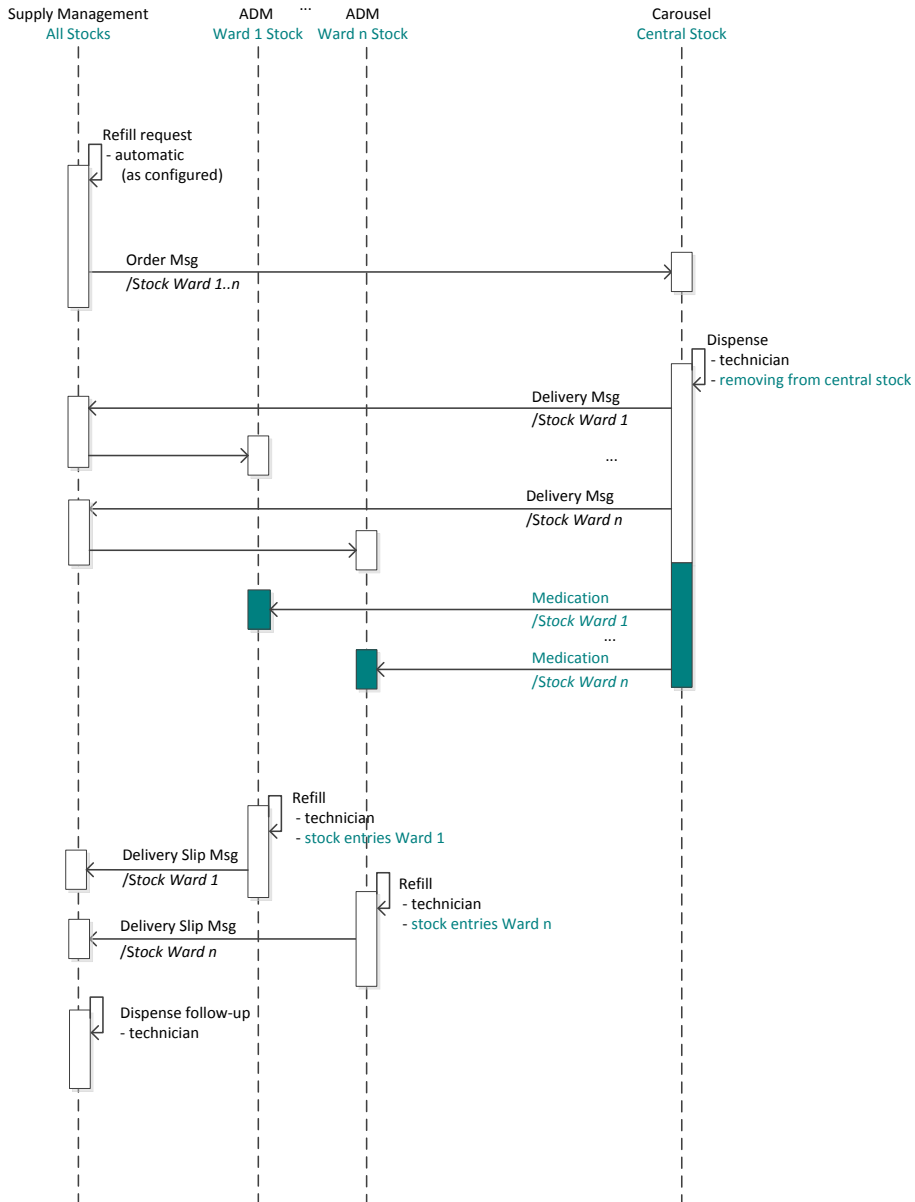 Supply Management
All Stocks
ADM
Ward 1 Stock
...
ADM
Ward n Stock
Carousel
Central Stock
Refill request
- automatic
(as configured)
Order Msg
/Stock Ward 1..n
Dispense
- technician
- removing from central stock
Delivery Msg
/Stock Ward 1
...
Delivery Msg
/Stock Ward n
Medication
/Stock Ward 1
...
Medication
/Stock Ward n
Refill
- technician
- stock entries Ward 1
Delivery Slip Msg
/Stock Ward 1
Refill
- technician
- stock entries Ward n
Delivery Slip Msg
/Stock Ward n
Dispense follow-up
- technician